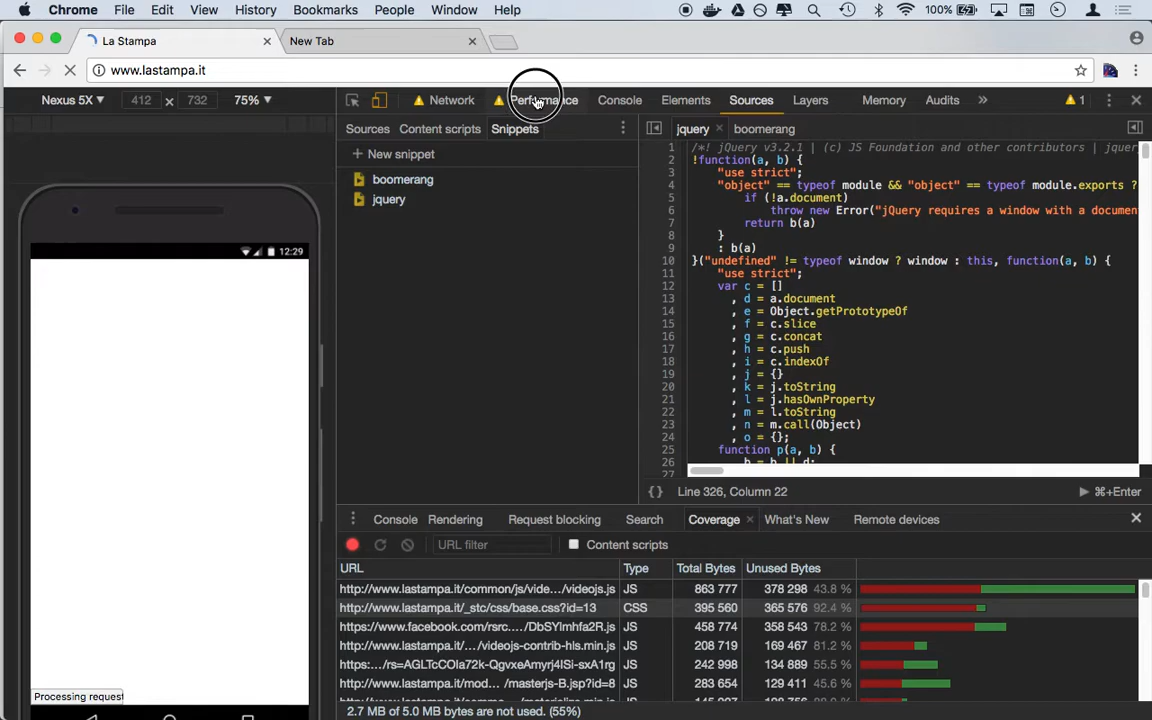 Chrome File Edit View History Bookmarks People Window Help 100%
La Stampa × New Tab ×
www.lastampa.it
Nexus 5X▼ 412 × 732 75%▼ Network Performance Console Elements Sources Layers Memory Audits » 1 ×
Sources Content scripts Snippets jquery × boomerang
+ New snippet
boomerang
jquery
1 /*! jQuery v3.2.1 | (c) JS Foundation and other contributors | jquer
2 !function(a, b) {
3 "use strict";
4 "object" == typeof module && "object" == typeof module.exports ?
5 if (!a.document)
6 throw new Error("jQuery requires a window with a documen
7 return b(a)
8 }
9 : b(a)
10 }("undefined" != typeof window ? window : this, function(a, b) {
11 "use strict";
12 var c = []
13 , d = a.document
14 , e = Object.getPrototypeOf
15 , f = c.slice
16 , g = c.concat
17 , h = c.push
18 , i = c.indexOf
19 , j = {}
20 , k = j.toString
21 , l = j.hasOwnProperty
22 , m = l.toString
23 , n = m.call(Object)
24 , o = {};
25 function p(a, b) {
26 b = b || d;
27
{} Line 326, Column 22 ▶ ⌘+Enter
12:29
Processing request
Console Rendering Request blocking Search Coverage × What's New Remote devices ×
URL filter Content scripts
URL Type Total Bytes Unused Bytes
http://www.lastampa.it/common/js/vide…/videojs.js JS 863 777 378 298 43.8 %
http://www.lastampa.it/_stc/css/base.css?id=13 CSS 395 560 365 576 92.4 %
https://www.facebook.com/rsrc.…/DbSYlmhfa2R.js JS 458 774 358 543 78.2 %
http://www.lastampa.it/… /videojs-contrib-hls.min.js JS 208 719 169 467 81.2 %
https:…/rs=AGLTcCOla72k-QgvxeAmyrj4lSi-sxA1rg JS 242 998 134 889 55.5 %
http://www.lastampa.it/mod… /masterjs-B.jsp?id=8 JS 283 654 129 411 45.6 %
2.7 MB of 5.0 MB bytes are not used. (55%)